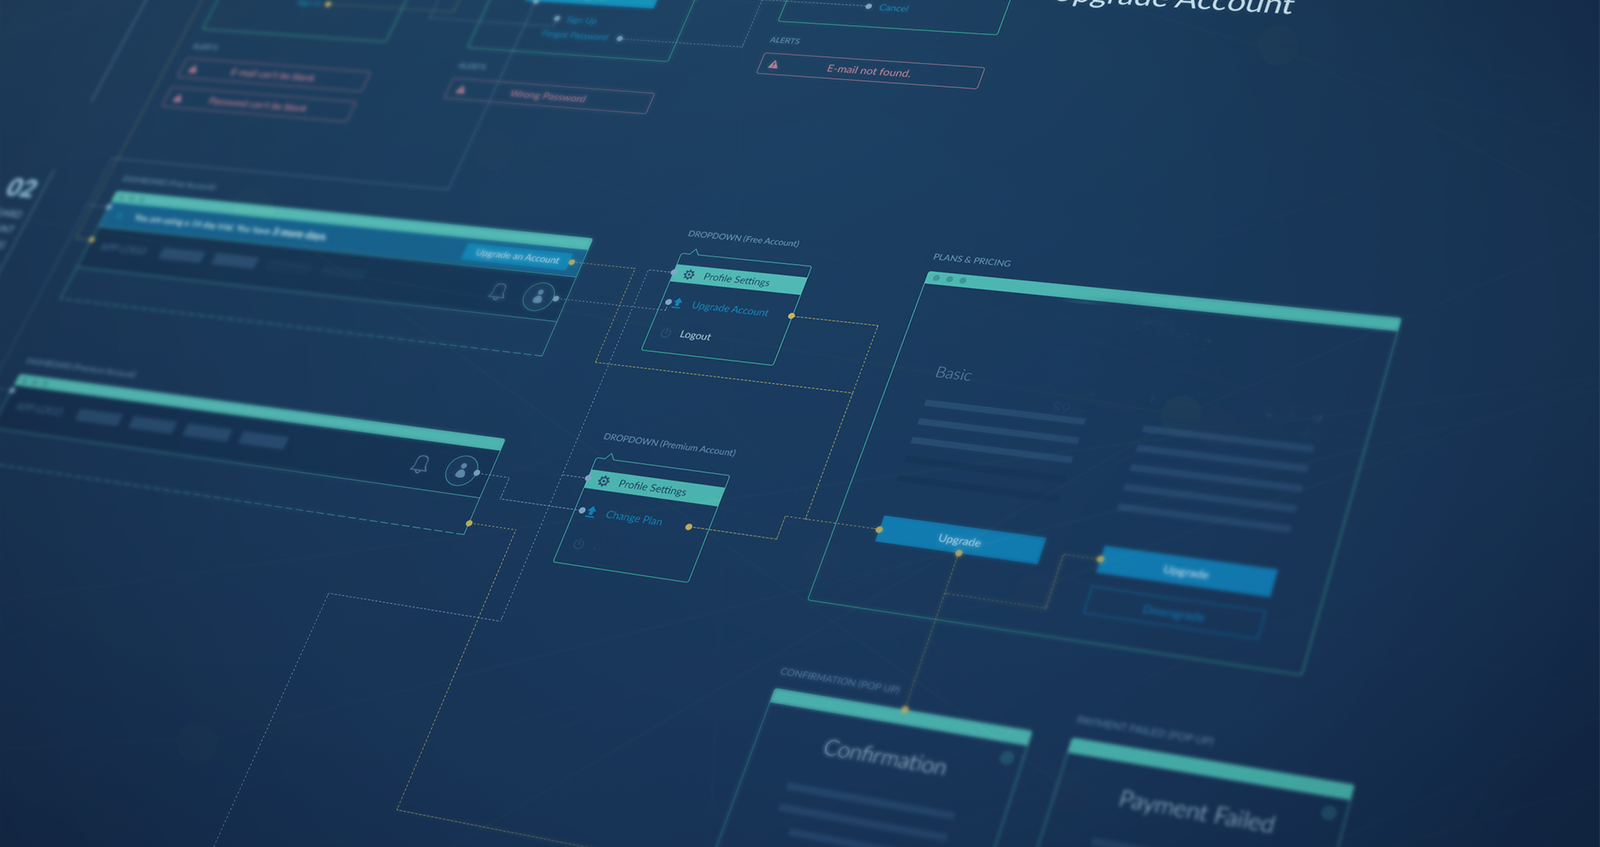 Upgrade Account
Sign In
Sign Up
Forgot Password
Cancel
ALERTS
E-mail can't be blank
Password can't be blank
ALERTS
Wrong Password
ALERTS
E-mail not found.
02
DASHBOARD (Free Account)
You are using a 14 day trial. You have 3 more days
Upgrade an Account
APP LOGO
DROPDOWN (Free Account)
Profile Settings
Upgrade Account
Logout
PLANS & PRICING
Basic
Upgrade
Upgrade
Downgrade
DASHBOARD (Premium Account)
APP LOGO
DROPDOWN (Premium Account)
Profile Settings
Change Plan
CONFIRMATION (POP UP)
Confirmation
PAYMENT FAILED (POP UP)
Payment Failed